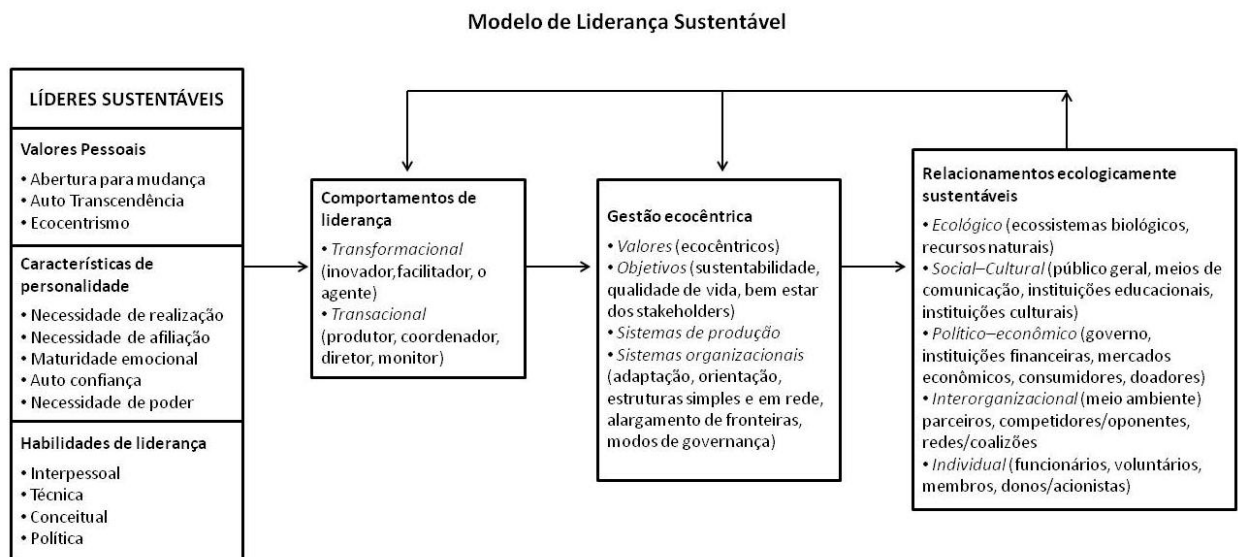 Modelo de Liderança Sustentável
LÍDERES SUSTENTÁVEIS
Valores Pessoais
• Abertura para mudança
• Auto Transcendência
• Ecocentrismo
Características de
personalidade
• Necessidade de realização
• Necessidade de afiliação
• Maturidade emocional
• Auto confiança
• Necessidade de poder
Habilidades de liderança
• Interpessoal
• Técnica
• Conceitual
• Política
Comportamentos de
liderança
• Transformacional
(inovador,facilitador, o
agente)
• Transacional
(produtor, coordenador,
diretor, monitor)
Gestão ecocêntrica
• Valores (ecocêntricos)
• Objetivos (sustentabilidade,
qualidade de vida, bem estar
dos stakeholders)
• Sistemas de produção
• Sistemas organizacionais
(adaptação, orientação,
estruturas simples e em rede,
alargamento de fronteiras,
modos de governança)
Relacionamentos ecologicamente
sustentáveis
• Ecológico (ecossistemas biológicos,
recursos naturais)
• Social–Cultural (público geral, meios de
comunicação, instituições educacionais,
instituições culturais)
• Político–econômico (governo,
instituições financeiras, mercados
econômicos, consumidores, doadores)
• Interorganizacional (meio ambiente)
parceiros, competidores/oponentes,
redes/coalizões
• Individual (funcionários, voluntários,
membros, donos/acionistas)